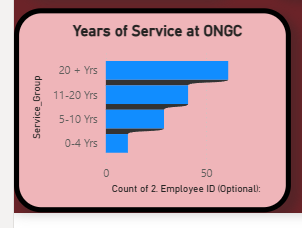 Years of Service at ONGC
Service_Group
20 + Yrs
11-20 Yrs
5-10 Yrs
0-4 Yrs
0 50
Count of 2. Employee ID (Optional):